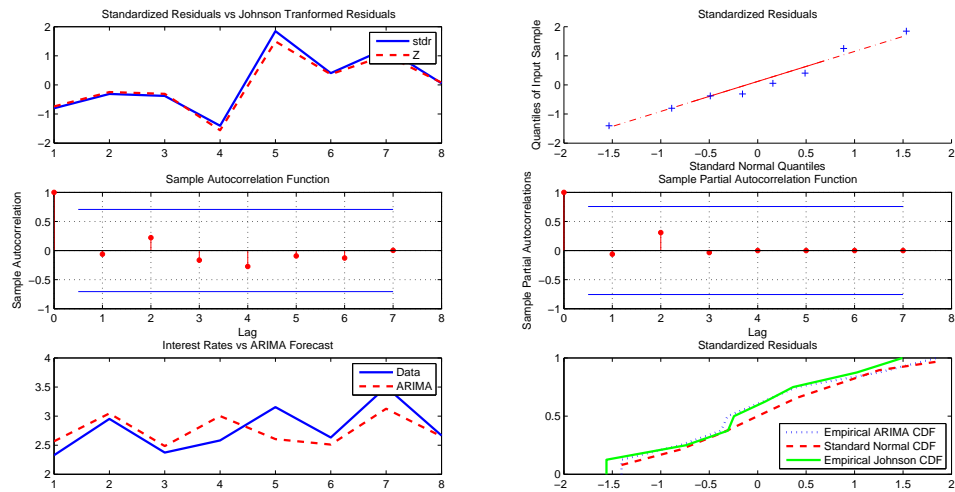 Standardized Residuals vs Johnson Tranformed Residuals
2
1
0
−1
−2
1 2 3 4 5 6 7 8
stdr
Z
Standardized Residuals
Quantiles of Input Sample
2
1
0
−1
−2
−2 −1.5 −1 −0.5 0 0.5 1 1.5 2
Standard Normal Quantiles
Sample Autocorrelation Function
Sample Autocorrelation
1
0.5
0
−0.5
−1
0 1 2 3 4 5 6 7 8
Lag
Sample Partial Autocorrelation Function
Sample Partial Autocorrelations
1
0.5
0
−0.5
−1
0 1 2 3 4 5 6 7 8
Lag
Interest Rates vs ARIMA Forecast
4
3.5
3
2.5
2
1 2 3 4 5 6 7 8
Data
ARIMA
Standardized Residuals
1
0.5
0
−2 −1.5 −1 −0.5 0 0.5 1 1.5 2
Empirical ARIMA CDF
Standard Normal CDF
Empirical Johnson CDF